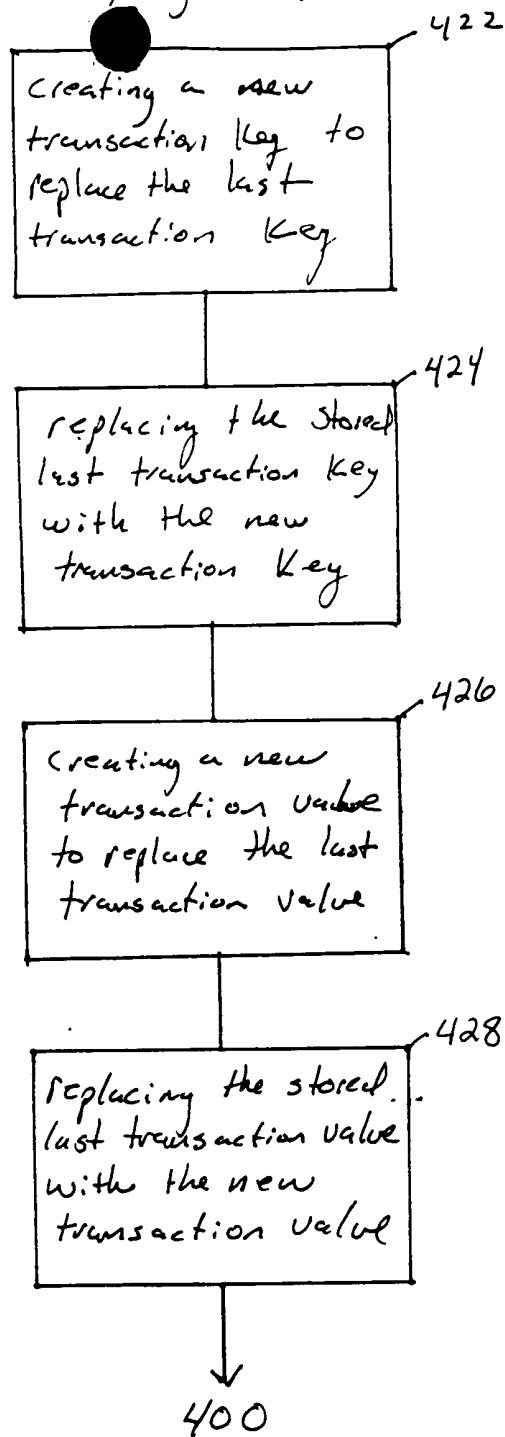 422
creating a new
transaction key to
replace the last
transaction key
424
replacing the stored
last transaction key
with the new
transaction key
426
creating a new
transaction value
to replace the last
transaction value
428
replacing the stored
last transaction value
with the new
transaction value
400